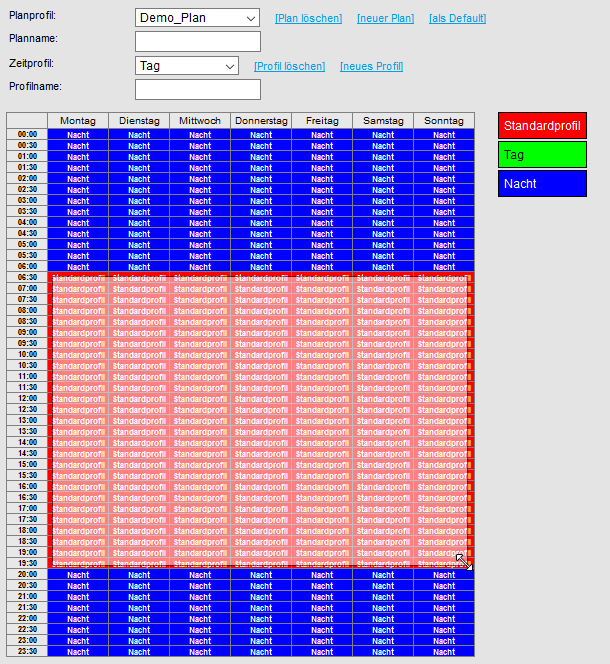 Planprofil: Demo_Plan [Plan löschen] [neuer Plan] [als Default]
Planname:
Zeitprofil: Tag [Profil löschen] [neues Profil]
Profilname:
Montag Dienstag Mittwoch Donnerstag Freitag Samstag Sonntag
Standardprofil
Tag
Nacht
00:00 Nacht Nacht Nacht Nacht Nacht Nacht Nacht
00:30 Nacht Nacht Nacht Nacht Nacht Nacht Nacht
01:00 Nacht Nacht Nacht Nacht Nacht Nacht Nacht
01:30 Nacht Nacht Nacht Nacht Nacht Nacht Nacht
02:00 Nacht Nacht Nacht Nacht Nacht Nacht Nacht
02:30 Nacht Nacht Nacht Nacht Nacht Nacht Nacht
03:00 Nacht Nacht Nacht Nacht Nacht Nacht Nacht
03:30 Nacht Nacht Nacht Nacht Nacht Nacht Nacht
04:00 Nacht Nacht Nacht Nacht Nacht Nacht Nacht
04:30 Nacht Nacht Nacht Nacht Nacht Nacht Nacht
05:00 Nacht Nacht Nacht Nacht Nacht Nacht Nacht
05:30 Nacht Nacht Nacht Nacht Nacht Nacht Nacht
06:00 Nacht Nacht Nacht Nacht Nacht Nacht Nacht
06:30 Standardprofil Standardprofil Standardprofil Standardprofil Standardprofil Standardprofil Standardprofil
07:00 Standardprofil Standardprofil Standardprofil Standardprofil Standardprofil Standardprofil Standardprofil
07:30 Standardprofil Standardprofil Standardprofil Standardprofil Standardprofil Standardprofil Standardprofil
08:00 Standardprofil Standardprofil Standardprofil Standardprofil Standardprofil Standardprofil Standardprofil
08:30 Standardprofil Standardprofil Standardprofil Standardprofil Standardprofil Standardprofil Standardprofil
09:00 Standardprofil Standardprofil Standardprofil Standardprofil Standardprofil Standardprofil Standardprofil
09:30 Standardprofil Standardprofil Standardprofil Standardprofil Standardprofil Standardprofil Standardprofil
10:00 Standardprofil Standardprofil Standardprofil Standardprofil Standardprofil Standardprofil Standardprofil
10:30 Standardprofil Standardprofil Standardprofil Standardprofil Standardprofil Standardprofil Standardprofil
11:00 Standardprofil Standardprofil Standardprofil Standardprofil Standardprofil Standardprofil Standardprofil
11:30 Standardprofil Standardprofil Standardprofil Standardprofil Standardprofil Standardprofil Standardprofil
12:00 Standardprofil Standardprofil Standardprofil Standardprofil Standardprofil Standardprofil Standardprofil
12:30 Standardprofil Standardprofil Standardprofil Standardprofil Standardprofil Standardprofil Standardprofil
13:00 Standardprofil Standardprofil Standardprofil Standardprofil Standardprofil Standardprofil Standardprofil
13:30 Standardprofil Standardprofil Standardprofil Standardprofil Standardprofil Standardprofil Standardprofil
14:00 Standardprofil Standardprofil Standardprofil Standardprofil Standardprofil Standardprofil Standardprofil
14:30 Standardprofil Standardprofil Standardprofil Standardprofil Standardprofil Standardprofil Standardprofil
15:00 Standardprofil Standardprofil Standardprofil Standardprofil Standardprofil Standardprofil Standardprofil
15:30 Standardprofil Standardprofil Standardprofil Standardprofil Standardprofil Standardprofil Standardprofil
16:00 Standardprofil Standardprofil Standardprofil Standardprofil Standardprofil Standardprofil Standardprofil
16:30 Standardprofil Standardprofil Standardprofil Standardprofil Standardprofil Standardprofil Standardprofil
17:00 Standardprofil Standardprofil Standardprofil Standardprofil Standardprofil Standardprofil Standardprofil
17:30 Standardprofil Standardprofil Standardprofil Standardprofil Standardprofil Standardprofil Standardprofil
18:00 Standardprofil Standardprofil Standardprofil Standardprofil Standardprofil Standardprofil Standardprofil
18:30 Standardprofil Standardprofil Standardprofil Standardprofil Standardprofil Standardprofil Standardprofil
19:00 Standardprofil Standardprofil Standardprofil Standardprofil Standardprofil Standardprofil Standardprofil
19:30 Standardprofil Standardprofil Standardprofil Standardprofil Standardprofil Standardprofil Standardprofil
20:00 Nacht Nacht Nacht Nacht Nacht Nacht Nacht
20:30 Nacht Nacht Nacht Nacht Nacht Nacht Nacht
21:00 Nacht Nacht Nacht Nacht Nacht Nacht Nacht
21:30 Nacht Nacht Nacht Nacht Nacht Nacht Nacht
22:00 Nacht Nacht Nacht Nacht Nacht Nacht Nacht
22:30 Nacht Nacht Nacht Nacht Nacht Nacht Nacht
23:00 Nacht Nacht Nacht Nacht Nacht Nacht Nacht
23:30 Nacht Nacht Nacht Nacht Nacht Nacht Nacht